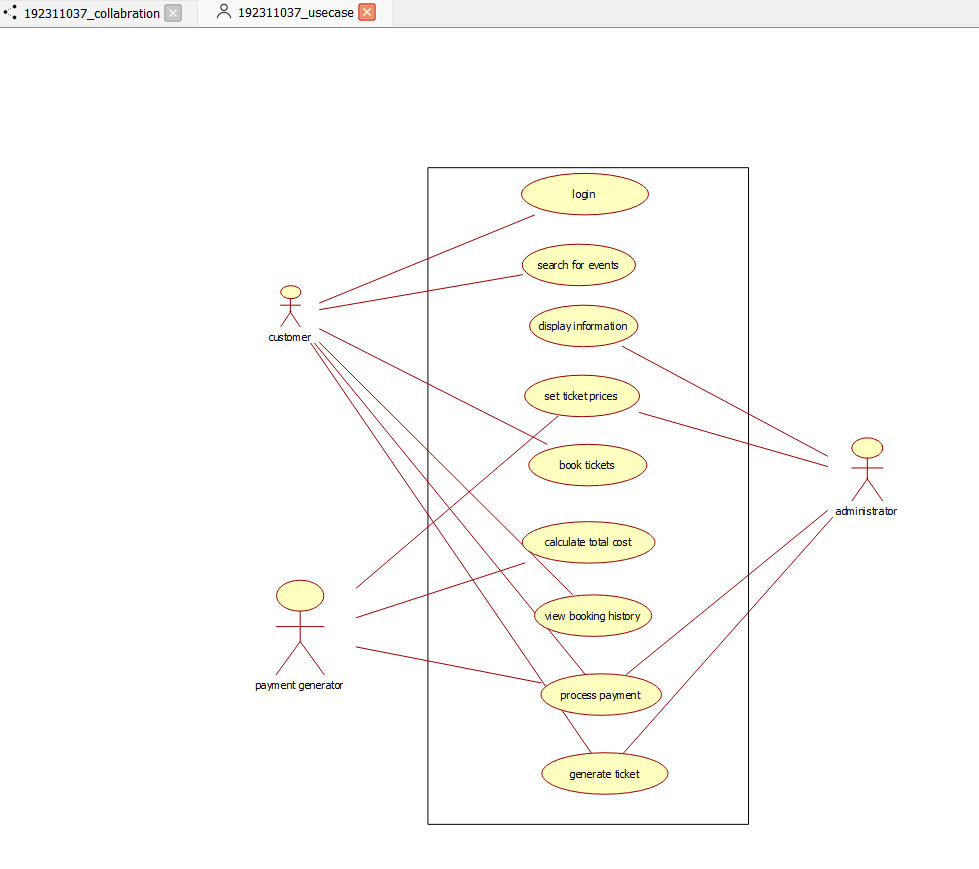 192311037_collabration
192311037_usecase
login
search for events
display information
customer
set ticket prices
book tickets
administrator
calculate total cost
view booking history
payment generator
process payment
generate ticket